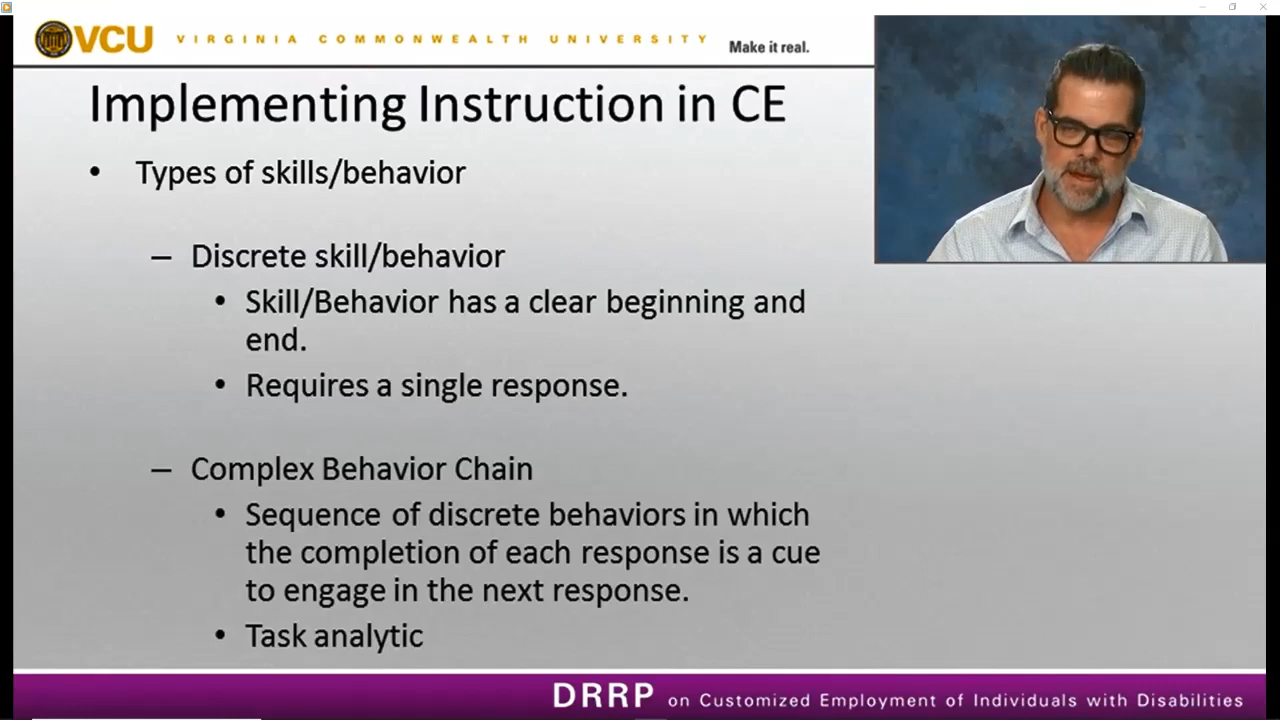 VCU VIRGINIA COMMONWEALTH UNIVERSITY
Make it real.
Implementing Instruction in CE
• Types of skills/behavior
– Discrete skill/behavior
• Skill/Behavior has a clear beginning and
end.
• Requires a single response.
– Complex Behavior Chain
• Sequence of discrete behaviors in which
the completion of each response is a cue
to engage in the next response.
• Task analytic
DRRP on Customized Employment of Individuals with Disabilities